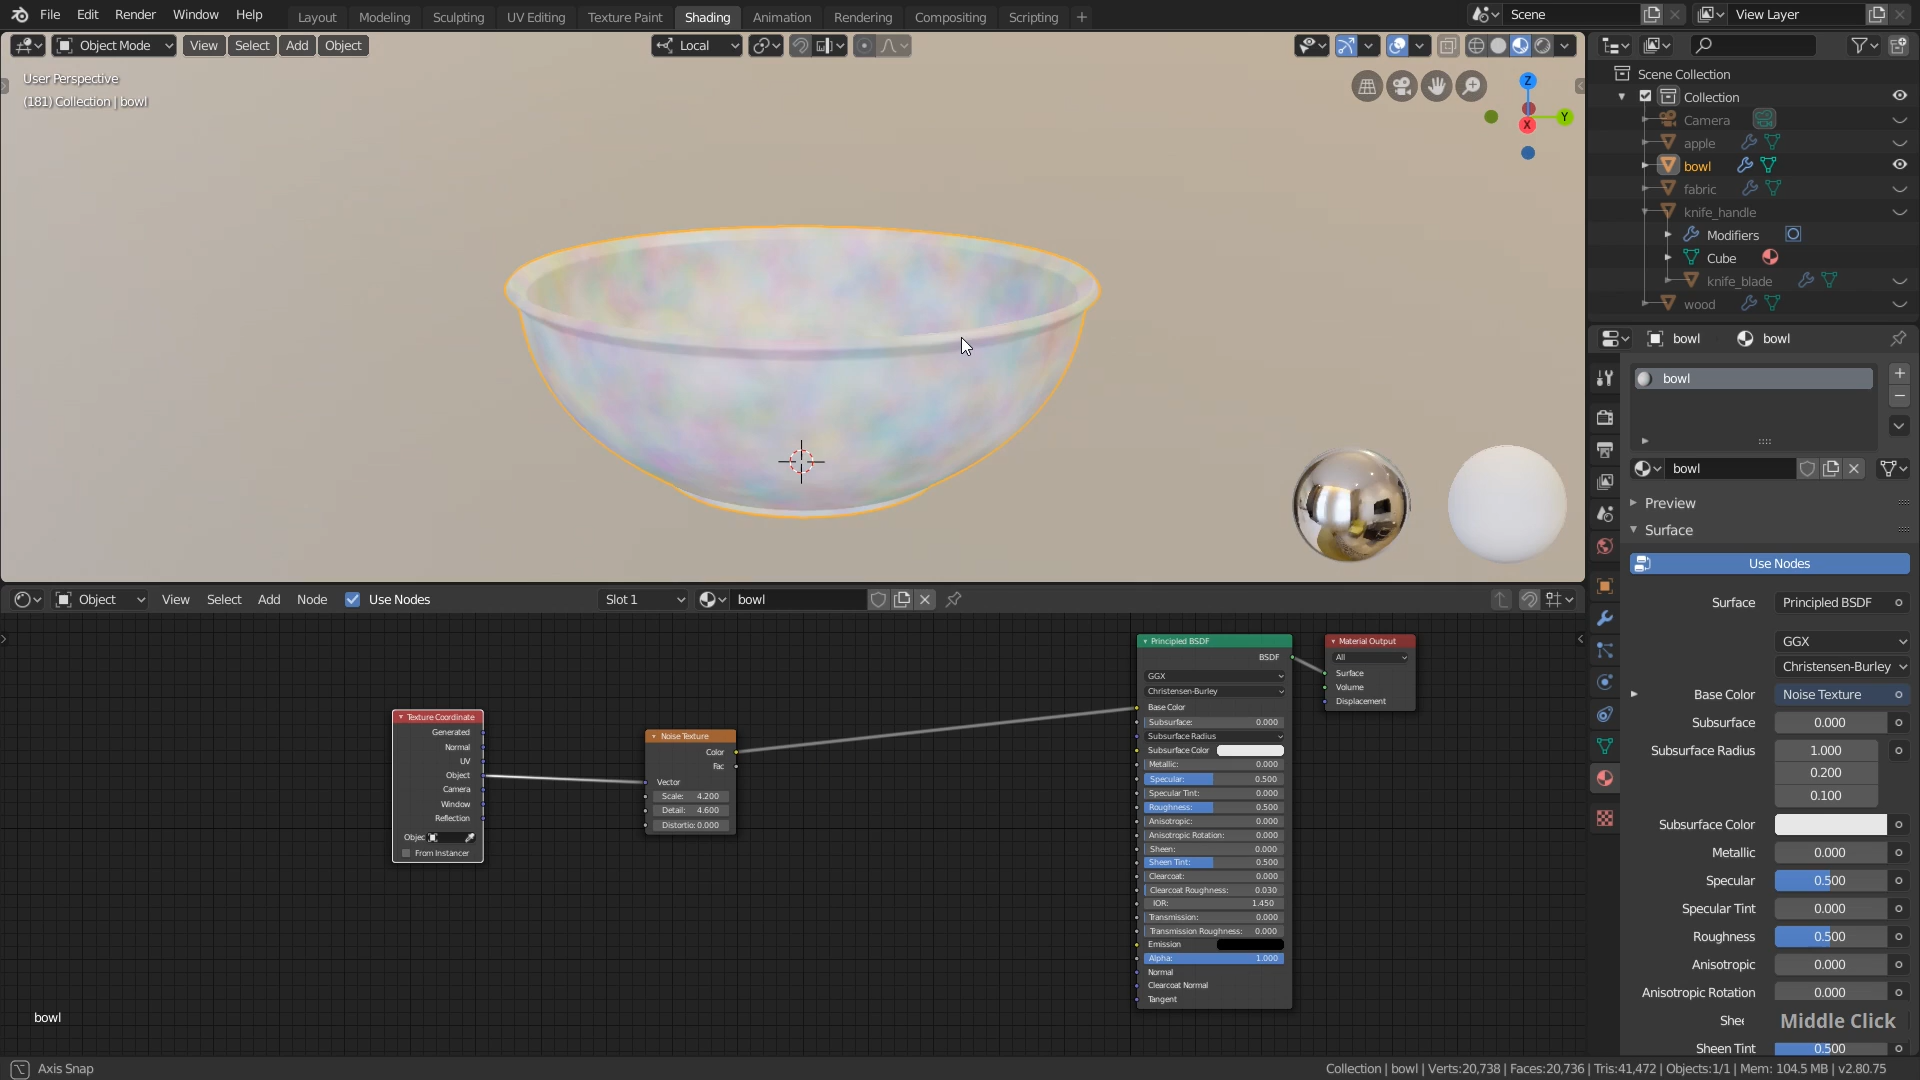 File Edit Render Window Help Layout Modeling Sculpting UV Editing Texture Paint Shading Animation Rendering Compositing Scripting + Scene View Layer
Object Mode View Select Add Object Local
User Perspective
(181) Collection | bowl
Z
Y
X
Scene Collection
Collection
Camera
apple
bowl
fabric
knife_handle
Modifiers
Cube
knife_blade
wood
bowl bowl
bowl
bowl
Preview
Surface
Use Nodes
Surface Principled BSDF
GGX
Christensen-Burley
Base Color Noise Texture
Subsurface 0.000
Subsurface Radius 1.000
0.200
0.100
Subsurface Color
Metallic 0.000
Specular 0.500
Specular Tint 0.000
Roughness 0.500
Anisotropic 0.000
Anisotropic Rotation 0.000
Shee
Middle Click
Sheen Tint 0.500
Object View Select Add Node Use Nodes Slot 1 bowl
Texture Coordinate
Generated
Normal
UV
Object
Camera
Window
Reflection
Objec
From Instancer
Noise Texture
Color
Fac
Vector
Scale: 4.200
Detail: 4.600
Distortio: 0.000
Principled BSDF
BSDF
GGX
Christensen-Burley
Base Color
Subsurface: 0.000
Subsurface Radius
Subsurface Color
Metallic: 0.000
Specular: 0.500
Specular Tint: 0.000
Roughness: 0.500
Anisotropic: 0.000
Anisotropic Rotation: 0.000
Sheen: 0.000
Sheen Tint: 0.500
Clearcoat: 0.000
Clearcoat Roughness: 0.030
IOR: 1.450
Transmission: 0.000
Transmission Roughness: 0.000
Emission
Alpha: 1.000
Normal
Clearcoat Normal
Tangent
Material Output
All
Surface
Volume
Displacement
bowl
Axis Snap
Collection | bowl | Verts:20,738 | Faces:20,736 | Tris:41,472 | Objects:1/1 | Mem: 104.5 MB | v2.80.75